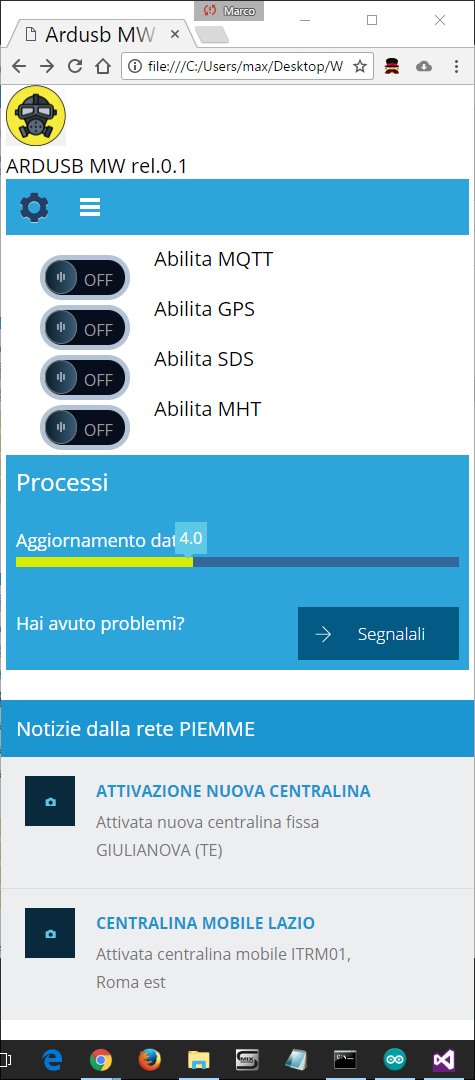 Marco
Ardusb MW
file:///C:/Users/max/Desktop/W
ARDUSB MW rel.0.1
OFF Abilita MQTT
OFF Abilita GPS
OFF Abilita SDS
OFF Abilita MHT
Processi
Aggiornamento dat 4.0
Hai avuto problemi? Segnalali
Notizie dalla rete PIEMME
ATTIVAZIONE NUOVA CENTRALINA
Attivata nuova centralina fissa
GIULIANOVA (TE)
CENTRALINA MOBILE LAZIO
Attivata centralina mobile ITRM01,
Roma est